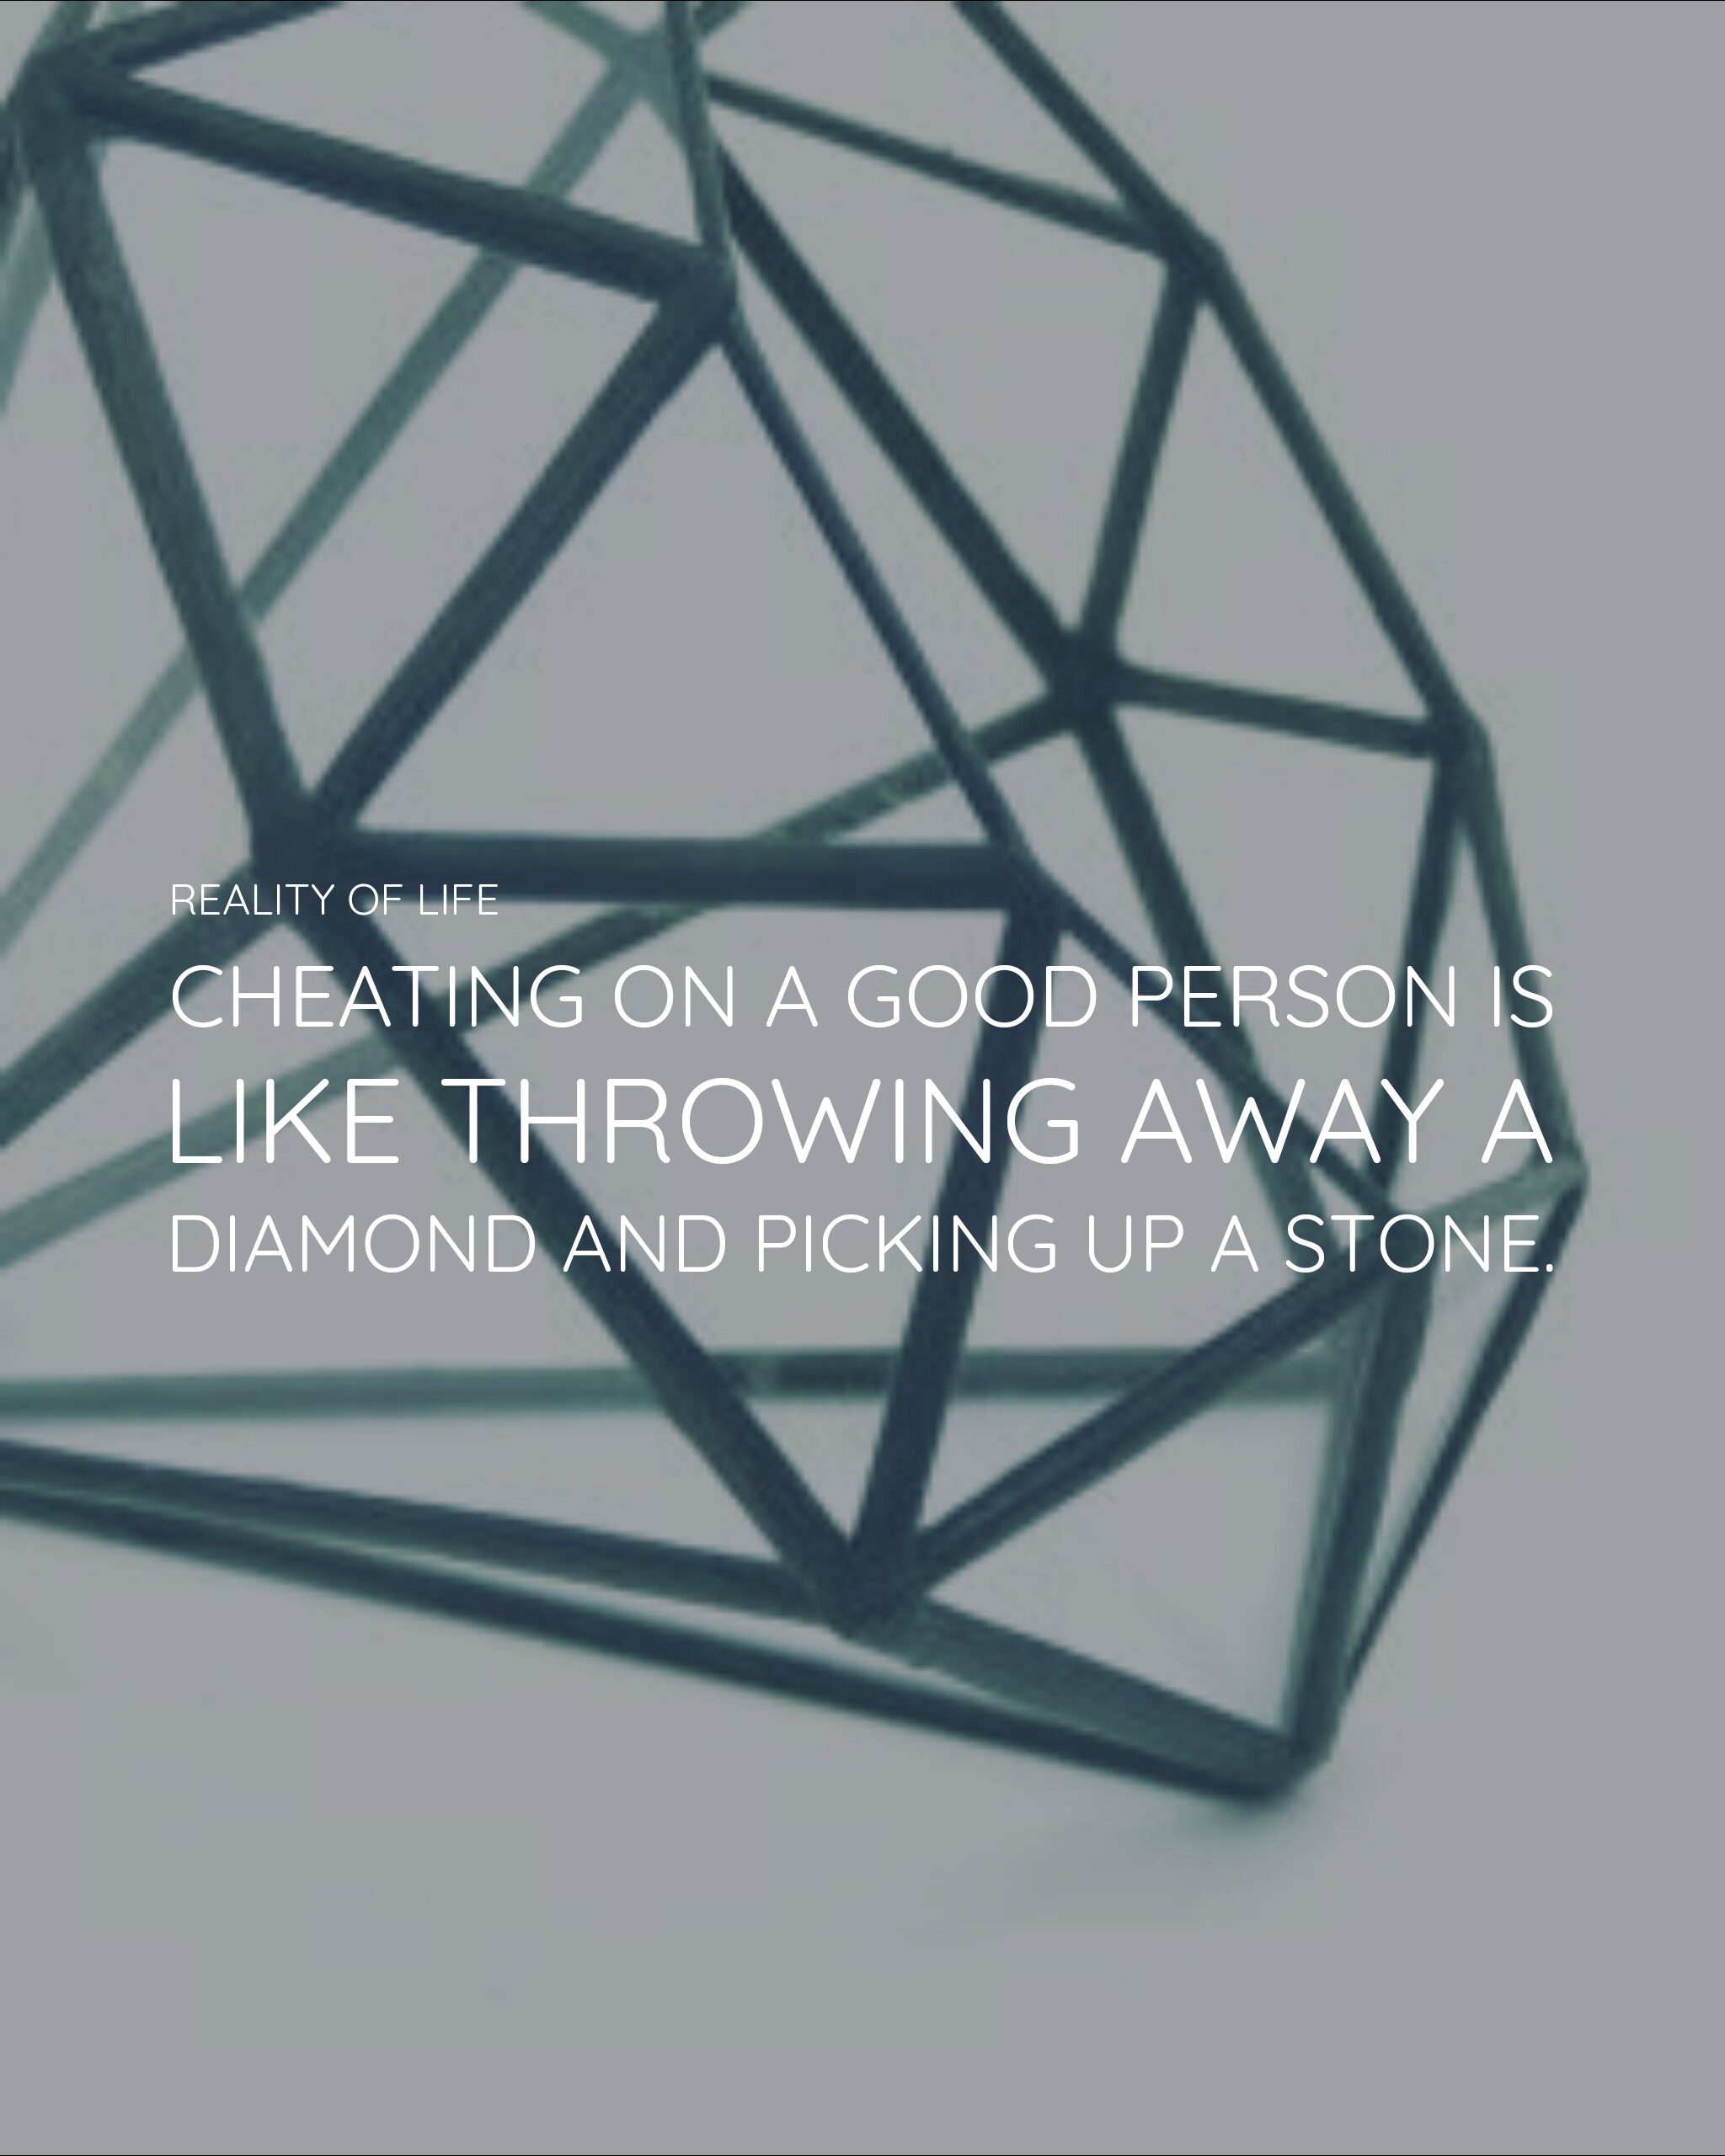 REALITY OF LIFE
CHEATING ON A GOOD PERSON IS
LIKE THROWING AWAY A
DIAMOND AND PICKING UP A STONE.